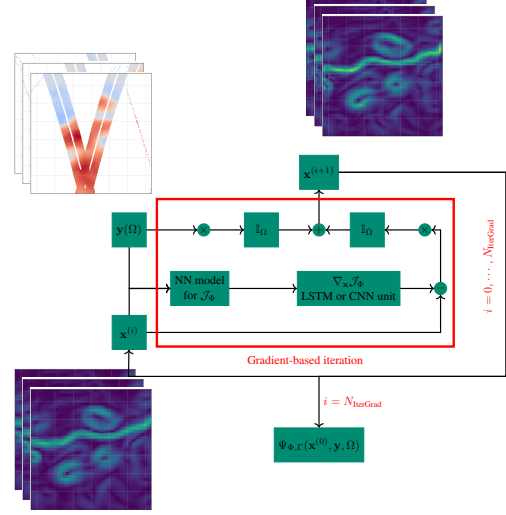 𝐱^(i+1)
𝐲(Ω)
×
𝕀_Ω
+
𝕀_Ω̄
×
NN model
for 𝒥_Φ
∇_𝐱 𝒥_Φ
LSTM or CNN unit
−
𝐱^(i)
i = 0, ⋯ , N_IterGrad
Gradient-based iteration
i = N_IterGrad
Ψ_Φ,Γ(𝐱^(0), 𝐲, Ω)